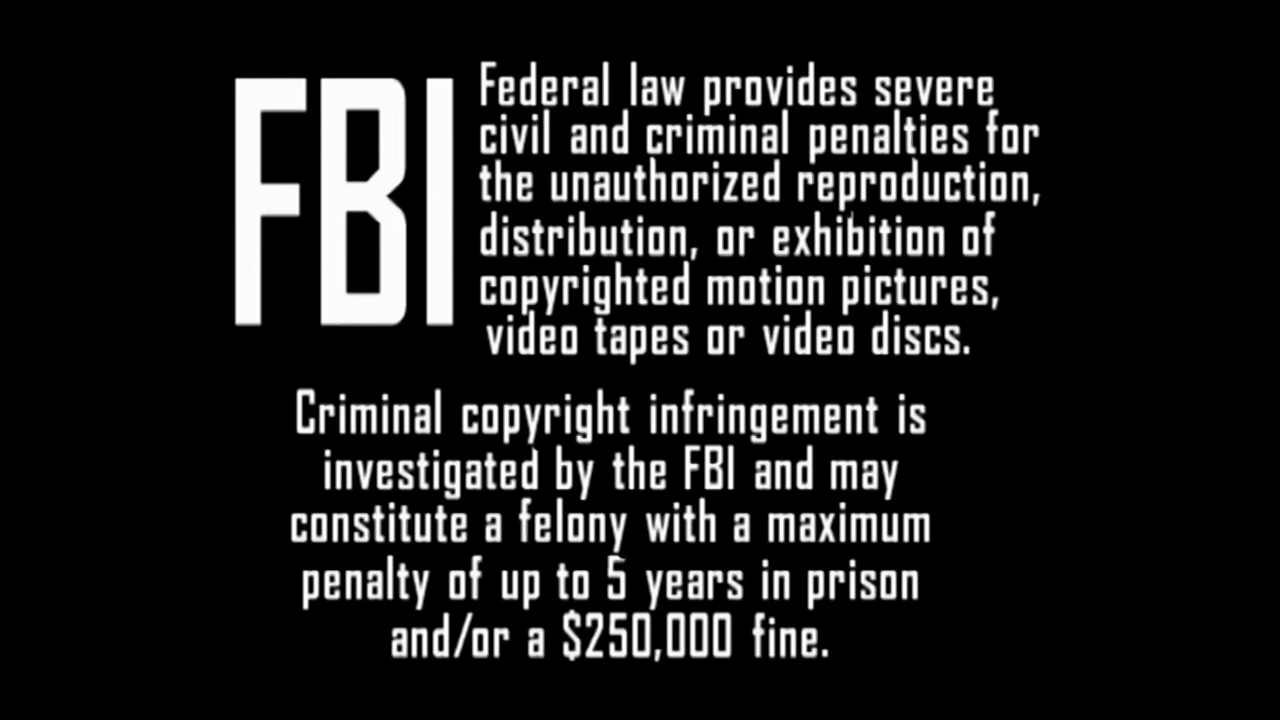 FBI
Federal law provides severe
civil and criminal penalties for
the unauthorized reproduction,
distribution, or exhibition of
copyrighted motion pictures,
video tapes or video discs.
Criminal copyright infringement is
investigated by the FBI and may
constitute a felony with a maximum
penalty of up to 5 years in prison
and/or a $250,000 fine.